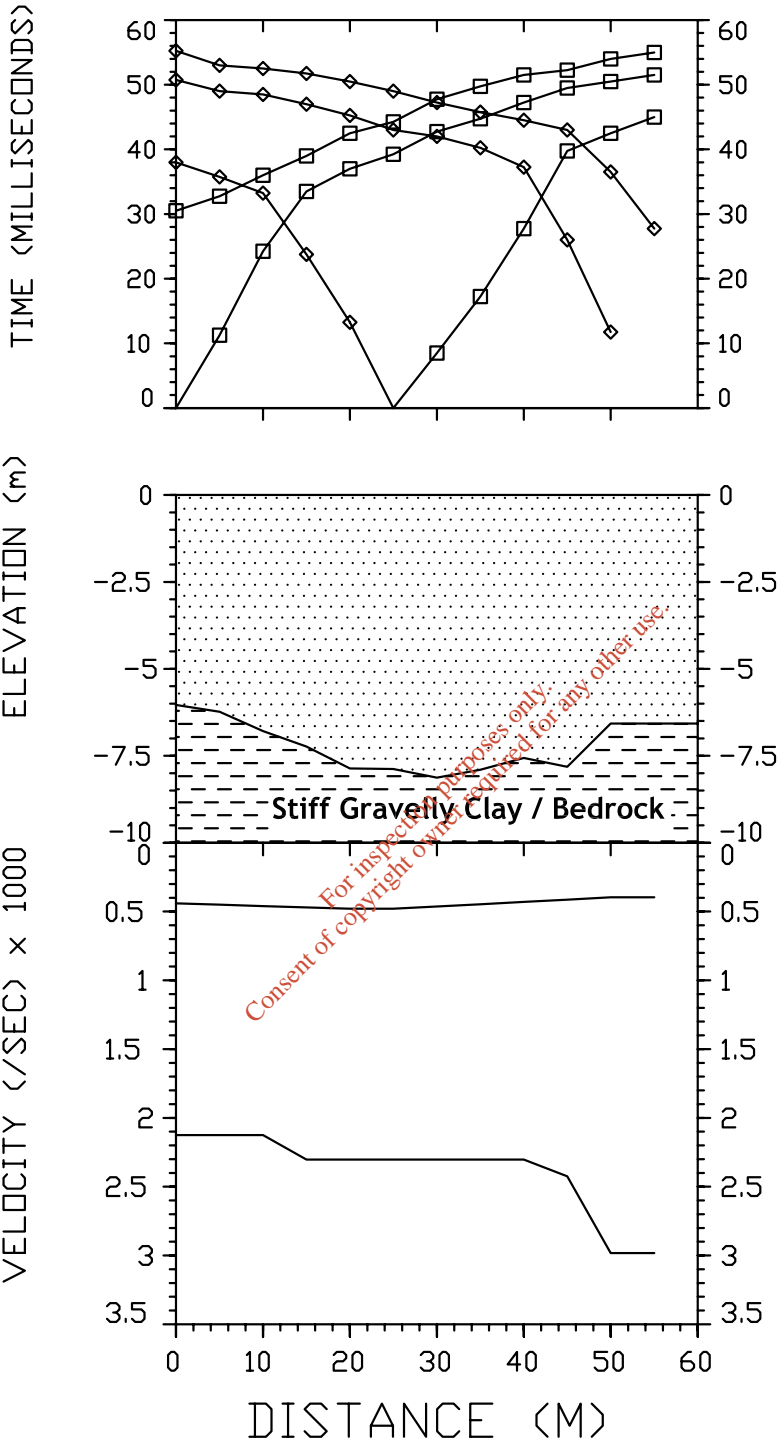 TIME (MILLISECONDS)
60 60
50 50
40 40
30 30
20 20
10 10
0 0
ELEVATION (m)
0 0
-2.5 -2.5
-5 -5
-7.5 -7.5
-10 -10
Stiff Gravelly Clay / Bedrock
For inspection purposes only.
Consent of copyright owner required for any other use.
VELOCITY (/SEC) x 1000
0 0
0.5 0.5
1 1
1.5 1.5
2 2
2.5 2.5
3 3
3.5 3.5
0 10 20 30 40 50 60
DISTANCE (M)